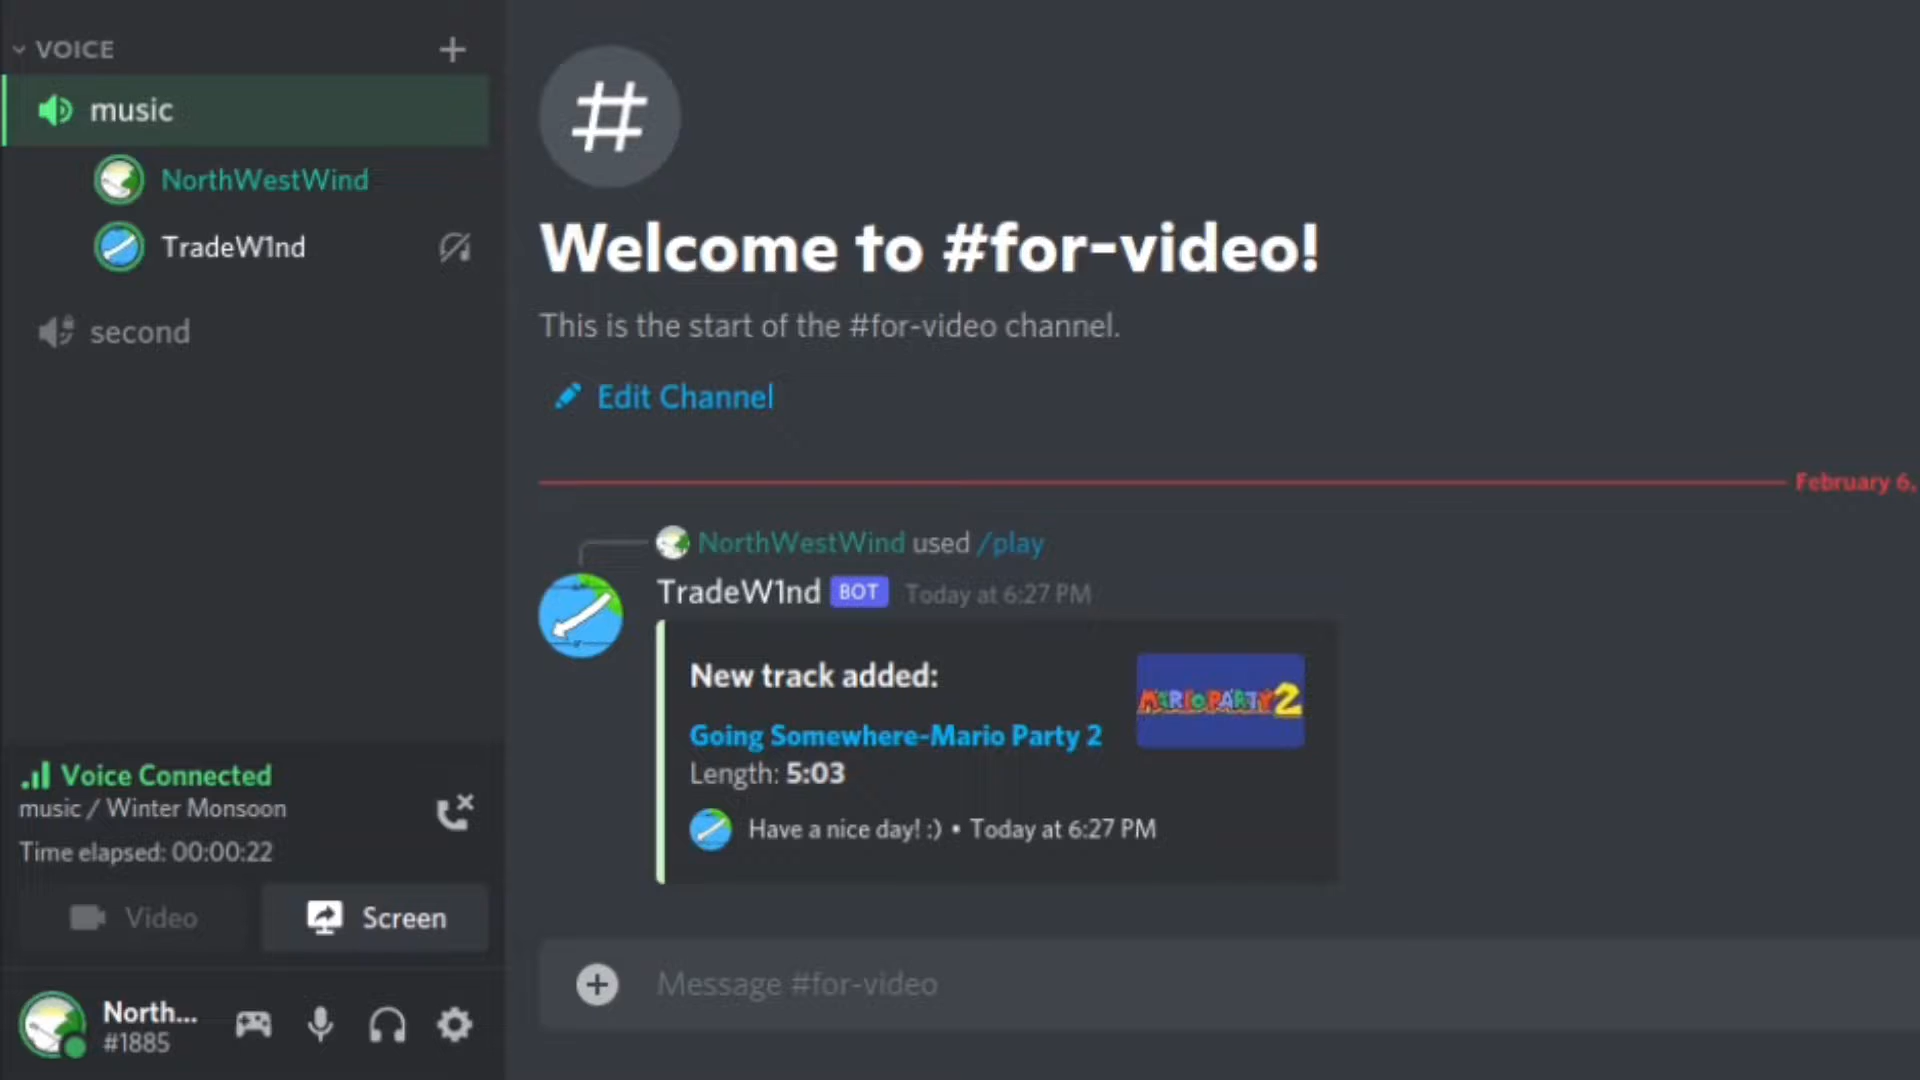 VOICE
music
NorthWestWind
TradeW1nd
second
Voice Connected
music / Winter Monsoon
Time elapsed: 00:00:22
Video
Screen
North...
#1885
#
Welcome to #for-video!
This is the start of the #for-video channel.
Edit Channel
February 6,
NorthWestWind used /play
TradeW1nd BOT Today at 6:27 PM
New track added:
MARIO PARTY 2
Going Somewhere-Mario Party 2
Length: 5:03
Have a nice day! :) • Today at 6:27 PM
Message #for-video